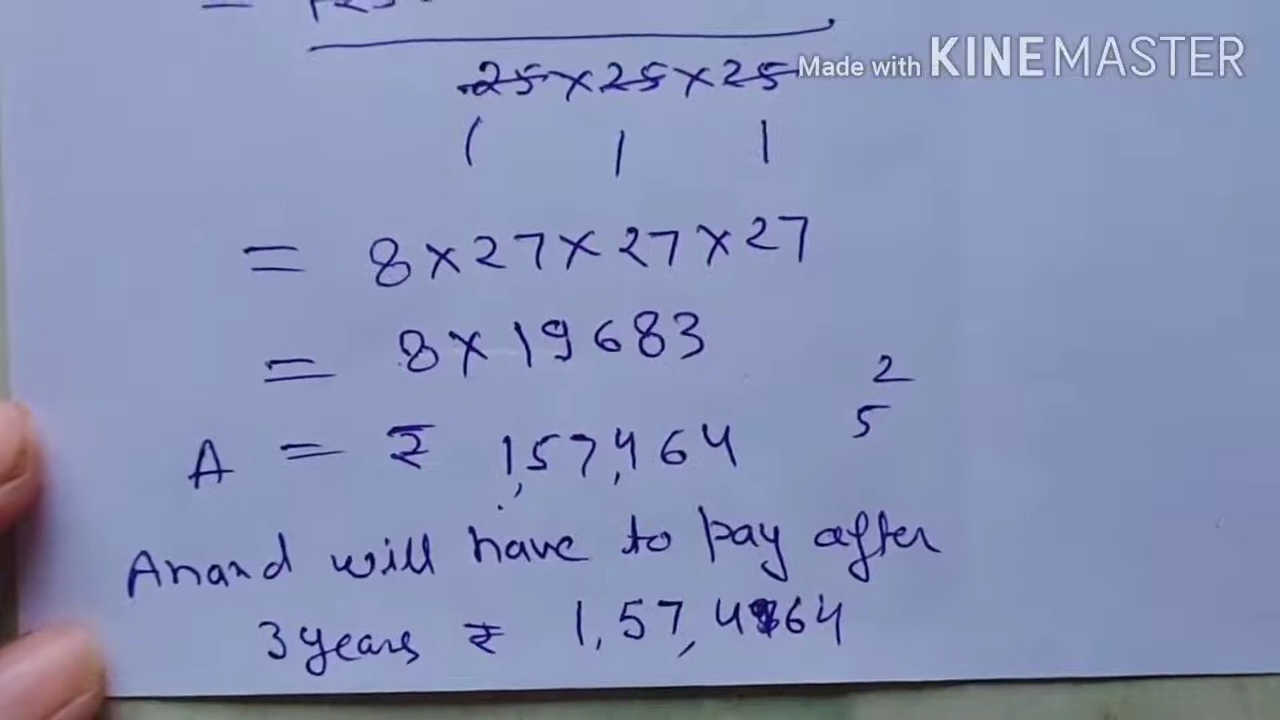 25×25×25
Made with KINEMASTER
1 1 1
= 8×27×27×27
= 8×19683
2
5
A = ₹ 1,57,464
Anand will have to pay after
3 years ₹ 1,57,464